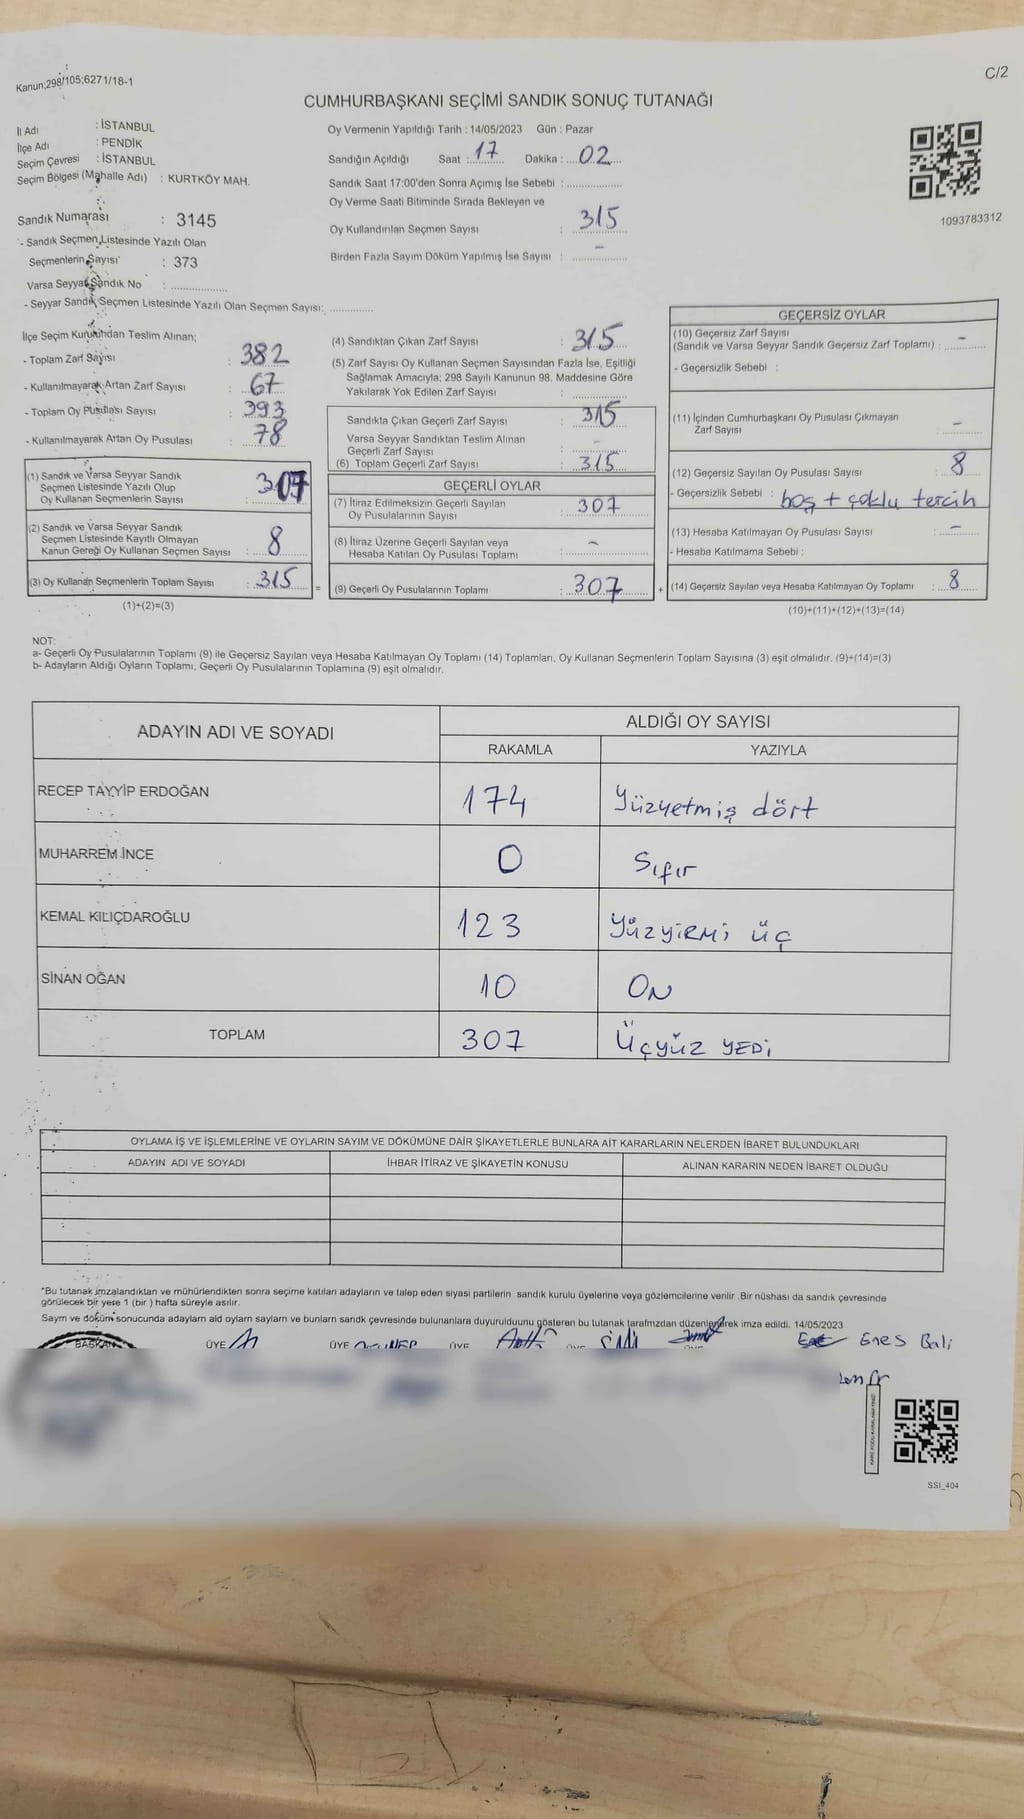 Kanun;298/105;6271/18-1
C/2
CUMHURBAŞKANI SEÇİMİ SANDIK SONUÇ TUTANAĞI
İl Adı : İSTANBUL
İlçe Adı : PENDİK
Seçim Çevresi : İSTANBUL
Seçim Bölgesi (Mahalle Adı) : KURTKÖY MAH.
Sandık Numarası : 3145
- Sandık Seçmen Listesinde Yazılı Olan
Seçmenlerin Sayısı : 373
Varsa Seyyar Sandık No :
- Seyyar Sandık Seçmen Listesinde Yazılı Olan Seçmen Sayısı:
Oy Vermenin Yapıldığı Tarih : 14/05/2023 Gün : Pazar
Sandığın Açıldığı Saat : 17 Dakika : 02
Sandık Saat 17:00'den Sonra Açımış İse Sebebi :
Oy Verme Saati Bitiminde Sırada Bekleyen ve
Oy Kullandırılan Seçmen Sayısı : 315
Birden Fazla Sayım Döküm Yapılmış İse Sayısı : -
1093783312
İlçe Seçim Kurulundan Teslim Alınan;
- Toplam Zarf Sayısı : 382
- Kullanılmayarak Artan Zarf Sayısı : 67
- Toplam Oy Pusulası Sayısı : 393
- Kullanılmayarak Artan Oy Pusulası : 78
(1) Sandık ve Varsa Seyyar Sandık
Seçmen Listesinde Yazılı Olup
Oy Kullanan Seçmenlerin Sayısı : 307
(2) Sandık ve Varsa Seyyar Sandık
Seçmen Listesinde Kayıtlı Olmayan
Kanun Gereği Oy Kullanan Seçmen Sayısı : 8
(3) Oy Kullanan Seçmenlerin Toplam Sayısı : 315 =
(1)+(2)=(3)
(4) Sandıktan Çıkan Zarf Sayısı : 315
(5) Zarf Sayısı Oy Kullanan Seçmen Sayısından Fazla İse, Eşitliği
Sağlamak Amacıyla; 298 Sayılı Kanunun 98. Maddesine Göre
Yakılarak Yok Edilen Zarf Sayısı :
Sandıkta Çıkan Geçerli Zarf Sayısı : 315
Varsa Seyyar Sandıktan Teslim Alınan
Geçerli Zarf Sayısı : -
(6) Toplam Geçerli Zarf Sayısı : 315
GEÇERLİ OYLAR
(7) İtiraz Edilmeksizin Geçerli Sayılan
Oy Pusulalarının Sayısı : 307
(8) İtiraz Üzerine Geçerli Sayılan veya
Hesaba Katılan Oy Pusulası Toplamı : -
(9) Geçerli Oy Pusulalarının Toplamı : 307 +
GEÇERSİZ OYLAR
(10) Geçersiz Zarf Sayısı
(Sandık ve Varsa Seyyar Sandık Geçersiz Zarf Toplamı) : -
- Geçersizlik Sebebi :
(11) İçinden Cumhurbaşkanı Oy Pusulası Çıkmayan
Zarf Sayısı : -
(12) Geçersiz Sayılan Oy Pusulası Sayısı : 8
- Geçersizlik Sebebi : boş + çoklu tercih
(13) Hesaba Katılmayan Oy Pusulası Sayısı : -
- Hesaba Katılmama Sebebi :
(14) Geçersiz Sayılan veya Hesaba Katılmayan Oy Toplamı : 8
(10)+(11)+(12)+(13)=(14)
NOT:
a- Geçerli Oy Pusulalarının Toplamı (9) ile Geçersiz Sayılan veya Hesaba Katılmayan Oy Toplamı (14) Toplamları, Oy Kullanan Seçmenlerin Toplam Sayısına (3) eşit olmalıdır. (9)+(14)=(3)
b- Adayların Aldığı Oyların Toplamı, Geçerli Oy Pusulalarının Toplamına (9) eşit olmalıdır.
ADAYIN ADI VE SOYADI ALDIĞI OY SAYISI
RAKAMLA YAZIYLA
RECEP TAYYİP ERDOĞAN 174 Yüzyetmiş dört
MUHARREM İNCE 0 Sıfır
KEMAL KILIÇDAROĞLU 123 Yüzyirmi üç
SİNAN OĞAN 10 ON
TOPLAM 307 Üçyüz YEDİ
OYLAMA İŞ VE İŞLEMLERİNE VE OYLARIN SAYIM VE DÖKÜMÜNE DAİR ŞİKAYETLERLE BUNLARA AİT KARARLARIN NELERDEN İBARET BULUNDUKLARI
ADAYIN ADI VE SOYADI İHBAR İTİRAZ VE ŞİKAYETİN KONUSU ALINAN KARARIN NEDEN İBARET OLDUĞU
*Bu tutanak imzalandıktan ve mühürlendikten sonra seçime katılan adayların ve talep eden siyasi partilerin sandık kurulu üyelerine veya gözlemcilerine verilir .Bir nüshası da sandık çevresinde
görülecek bir yere 1 (bir ) hafta süreyle asılır.
Sayım ve döküm sonucunda adayların ald oyların sayların ve bunların sandk çevresinde bulunanlara duyurulduunu gösteren bu tutanak tarafmzdan düzenlenerek imza edildi. 14/05/2023
BAŞKAN ÜYE ÜYE ÜYE Enes Bali
SSI_404